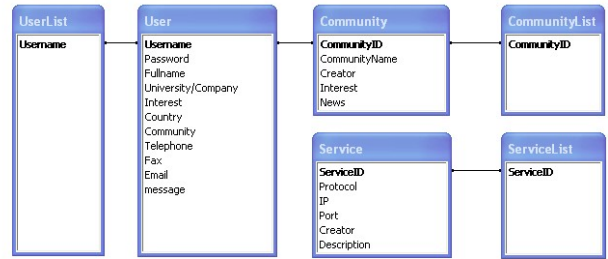 UserList
Username
User
Username
Password
Fullname
University/Company
Interest
Country
Community
Telephone
Fax
Email
message
Community
CommunityID
CommunityName
Creator
Interest
News
CommunityList
CommunityID
Service
ServiceID
Protocol
IP
Port
Creator
Description
ServiceList
ServiceID